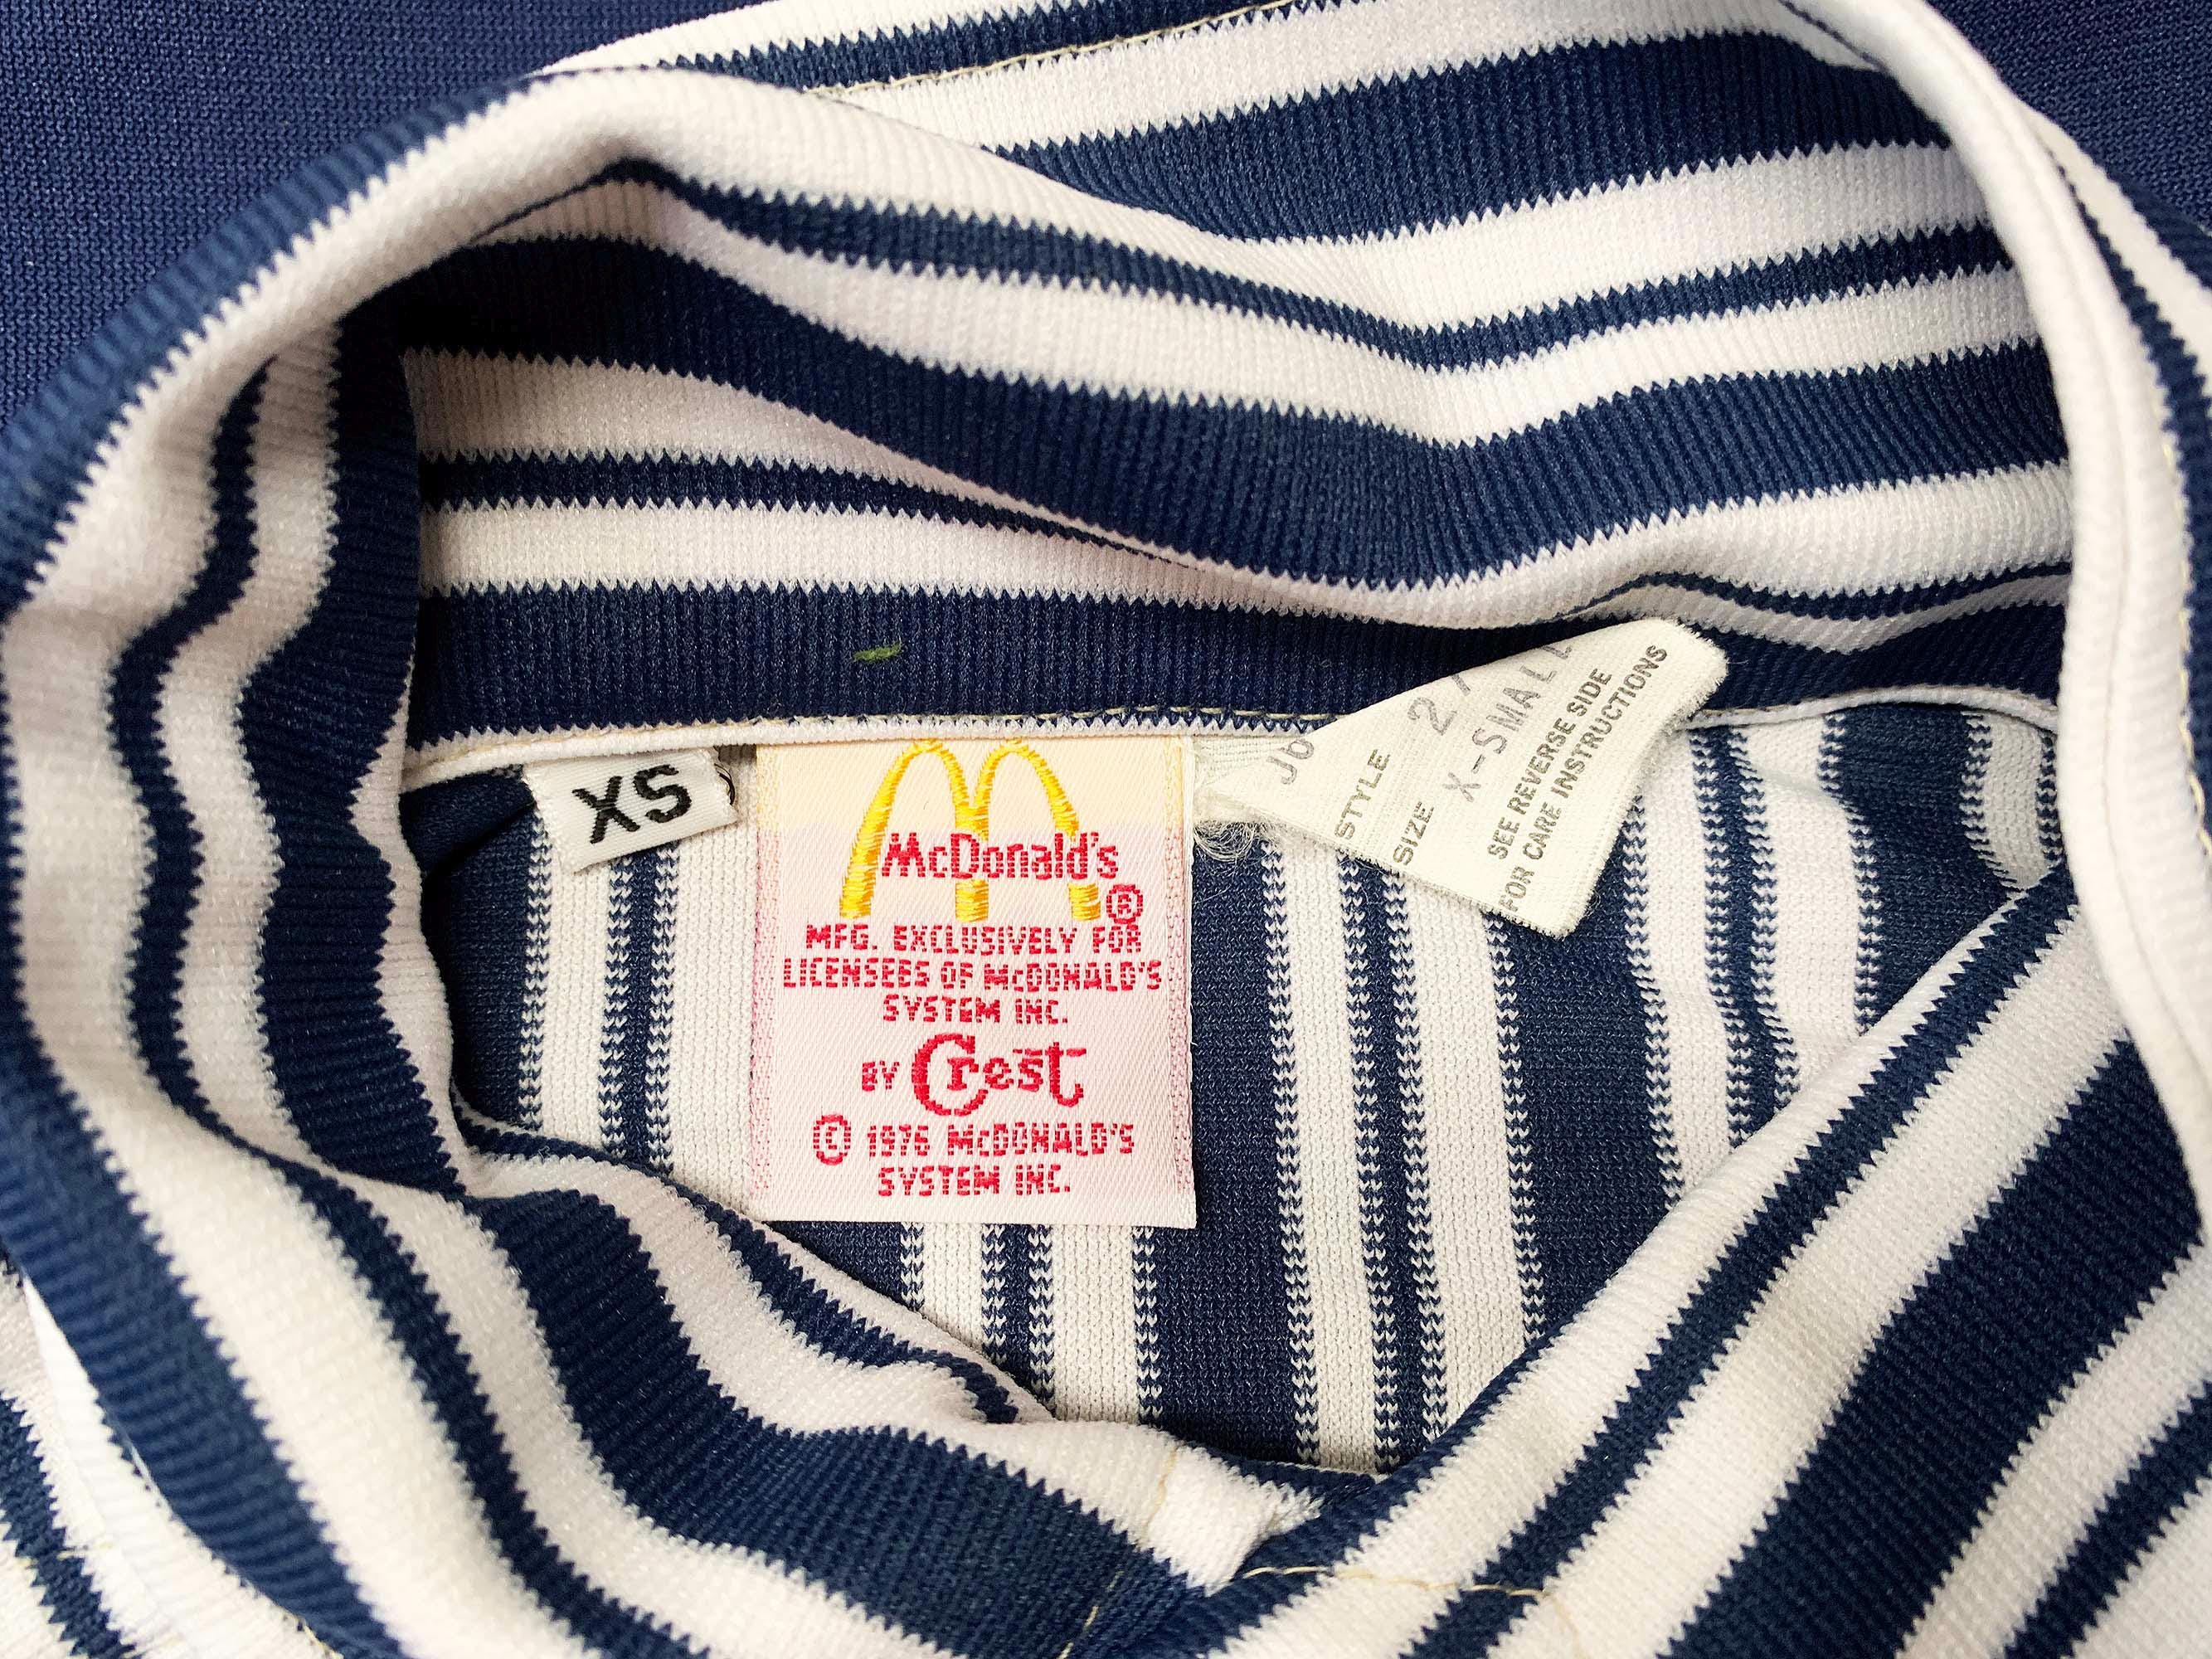 XS
McDonald's
®
MFG. EXCLUSIVELY FOR
LICENSEES OF McDONALD'S
SYSTEM INC.
BY Crest
© 1976 McDONALD'S
SYSTEM INC.
STYLE
SIZE X-SMALL
SEE REVERSE SIDE
FOR CARE INSTRUCTIONS